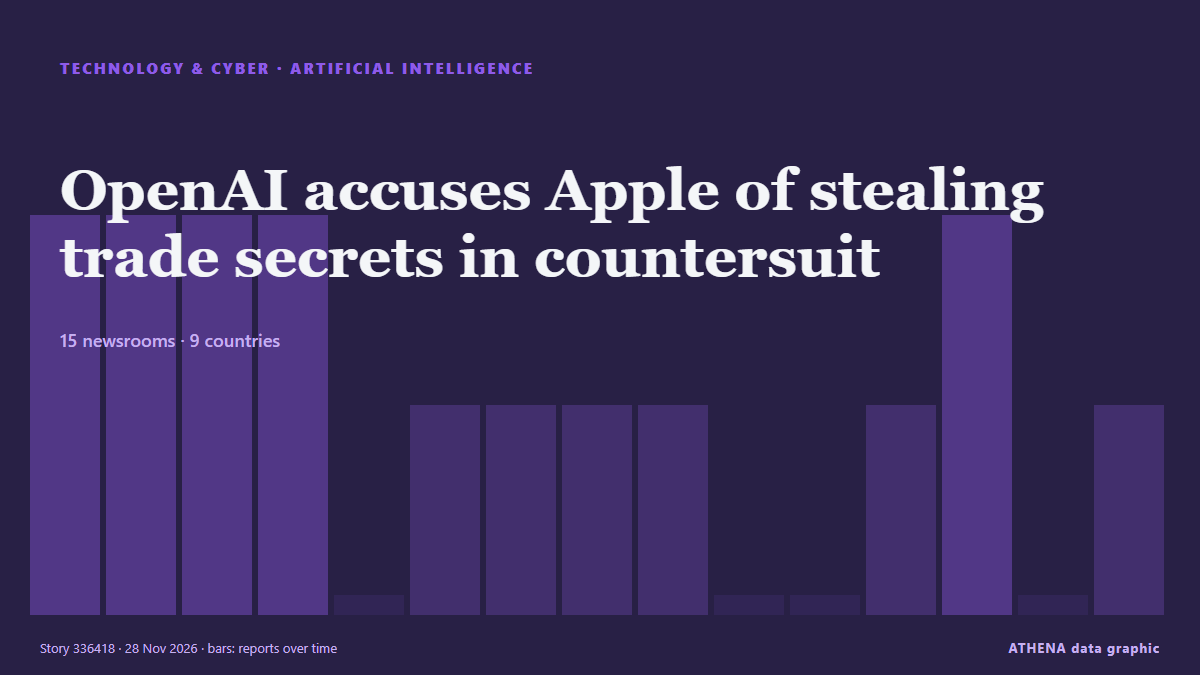 TECHNOLOGY & CYBER · ARTIFICIAL INTELLIGENCE
OpenAI accuses Apple of stealing
trade secrets in countersuit
15 newsrooms · 9 countries
Story 336418 · 28 Nov 2026 · bars: reports over time
ATHENA data graphic